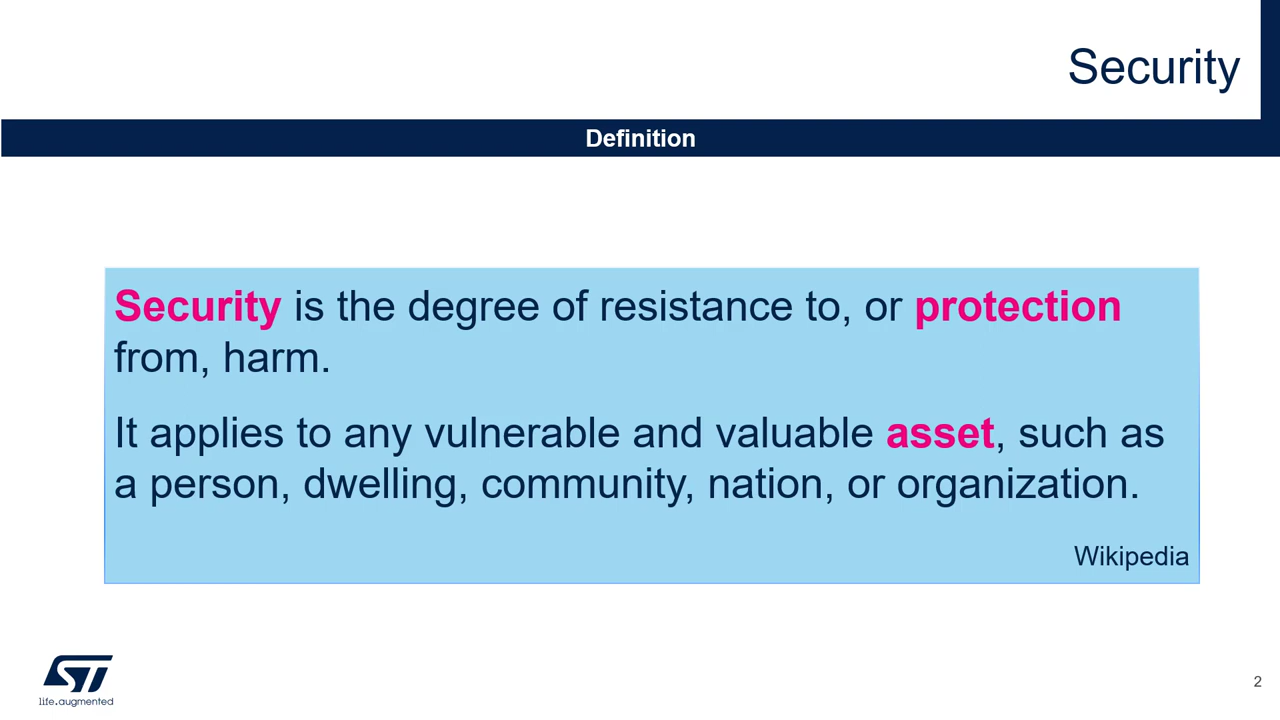 Security
Definition
Security is the degree of resistance to, or protection
from, harm.
It applies to any vulnerable and valuable asset, such as
a person, dwelling, community, nation, or organization.
Wikipedia
ST
life.augmented
2